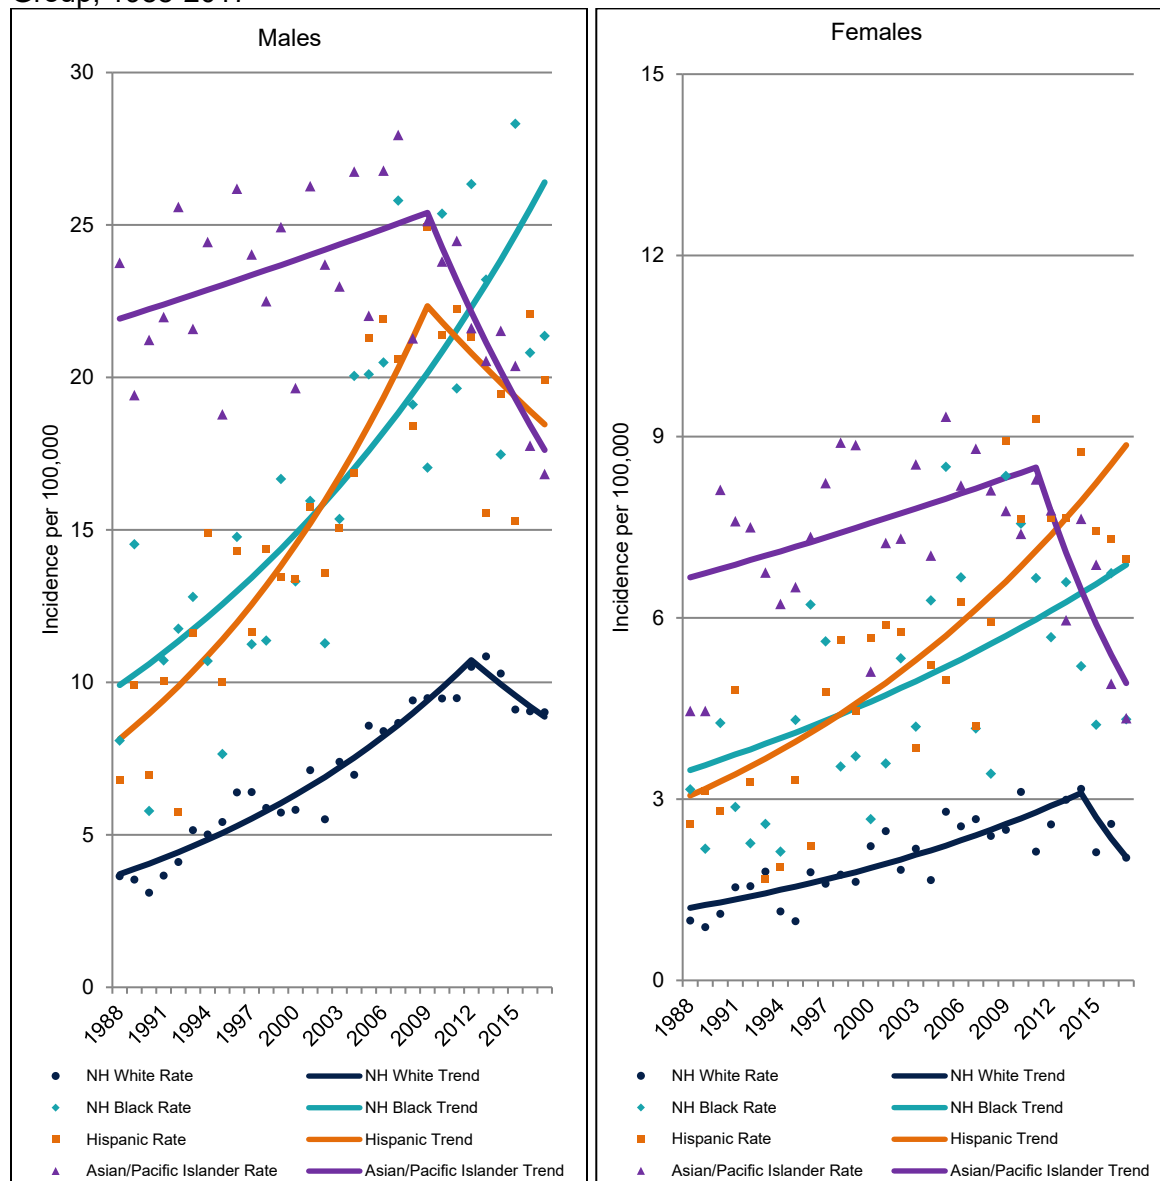 Males
30
25
20
15
10
5
0
Incidence per 100,000
1988
1991
1994
1997
2000
2003
2006
2009
2012
2015
NH White Rate
NH White Trend
NH Black Rate
NH Black Trend
Hispanic Rate
Hispanic Trend
Asian/Pacific Islander Rate
Asian/Pacific Islander Trend
Females
15
12
9
6
3
0
Incidence per 100,000
1988
1991
1994
1997
2000
2003
2006
2009
2012
2015
NH White Rate
NH White Trend
NH Black Rate
NH Black Trend
Hispanic Rate
Hispanic Trend
Asian/Pacific Islander Rate
Asian/Pacific Islander Trend